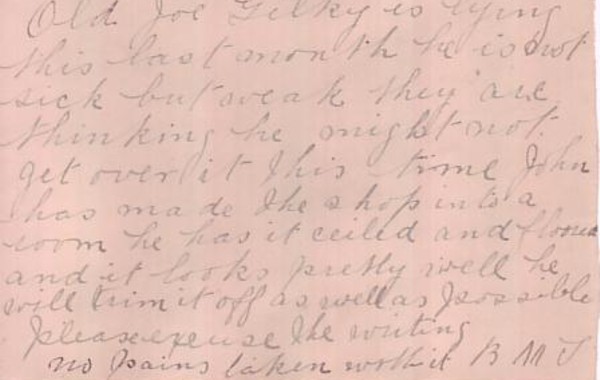 Old Joe Gilky is lying
this last month he is not
sick but weak they are
thinking he might not
get over it this time John
has made the shop into a
room he has it ceiled and floored
and it looks pretty well he
will trim it off as well as possible
please excuse the writing
no pains taken with it B M J